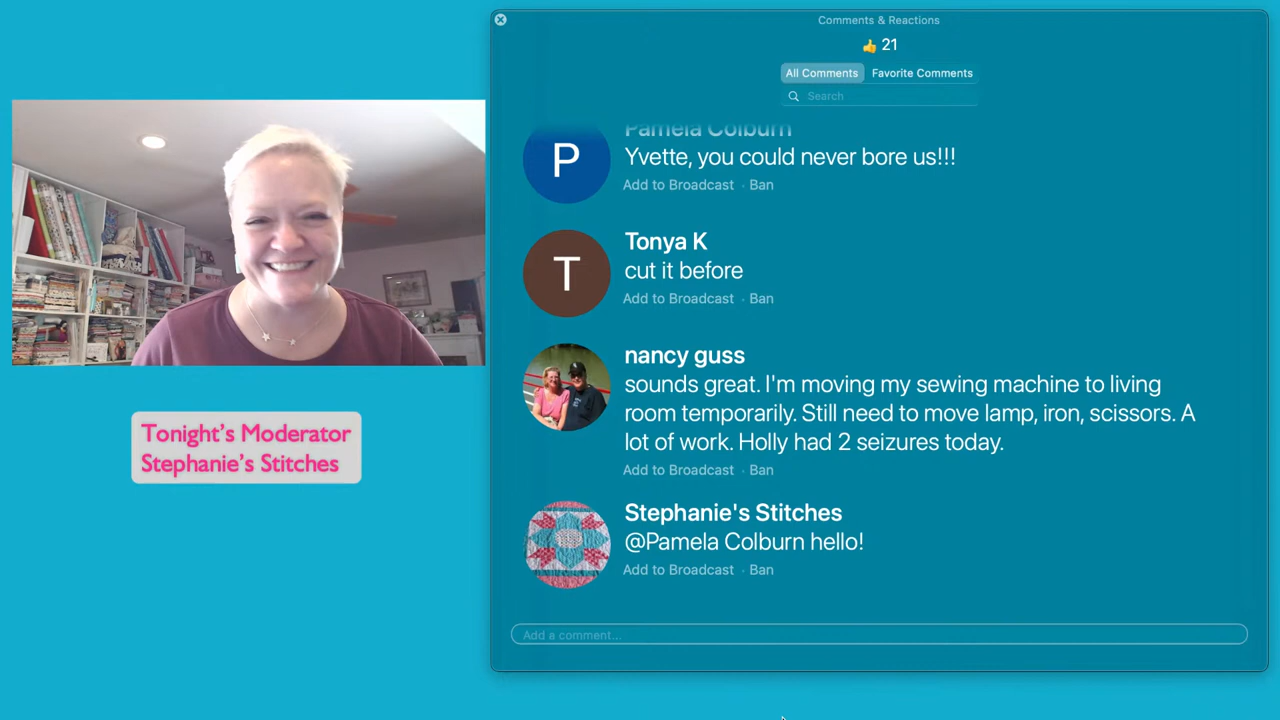 Comments & Reactions
👍 21
All Comments Favorite Comments
Search
Pamela Colburn
P
Yvette, you could never bore us!!!
Add to Broadcast · Ban
Tonya K
T
cut it before
Add to Broadcast · Ban
nancy guss
sounds great. I'm moving my sewing machine to living
room temporarily. Still need to move lamp, iron, scissors. A
lot of work. Holly had 2 seizures today.
Add to Broadcast · Ban
Stephanie's Stitches
@Pamela Colburn hello!
Add to Broadcast · Ban
Add a comment...
Tonight's Moderator
Stephanie's Stitches